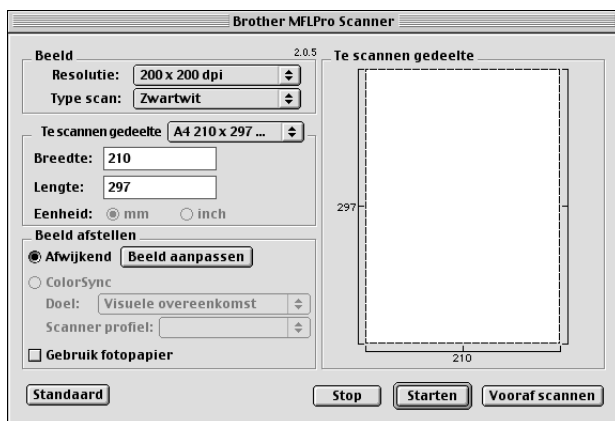 Brother MFLPro Scanner
Beeld
2.0.5
Resolutie: 200 x 200 dpi
Type scan: Zwartwit
Te scannen gedeelte A4 210 x 297 ...
Breedte: 210
Lengte: 297
Eenheid: mm inch
Beeld afstellen
Afwijkend Beeld aanpassen
ColorSync
Doel: Visuele overeenkomst
Scanner profiel:
Gebruik fotopapier
Te scannen gedeelte
297
210
Standaard Stop Starten Vooraf scannen